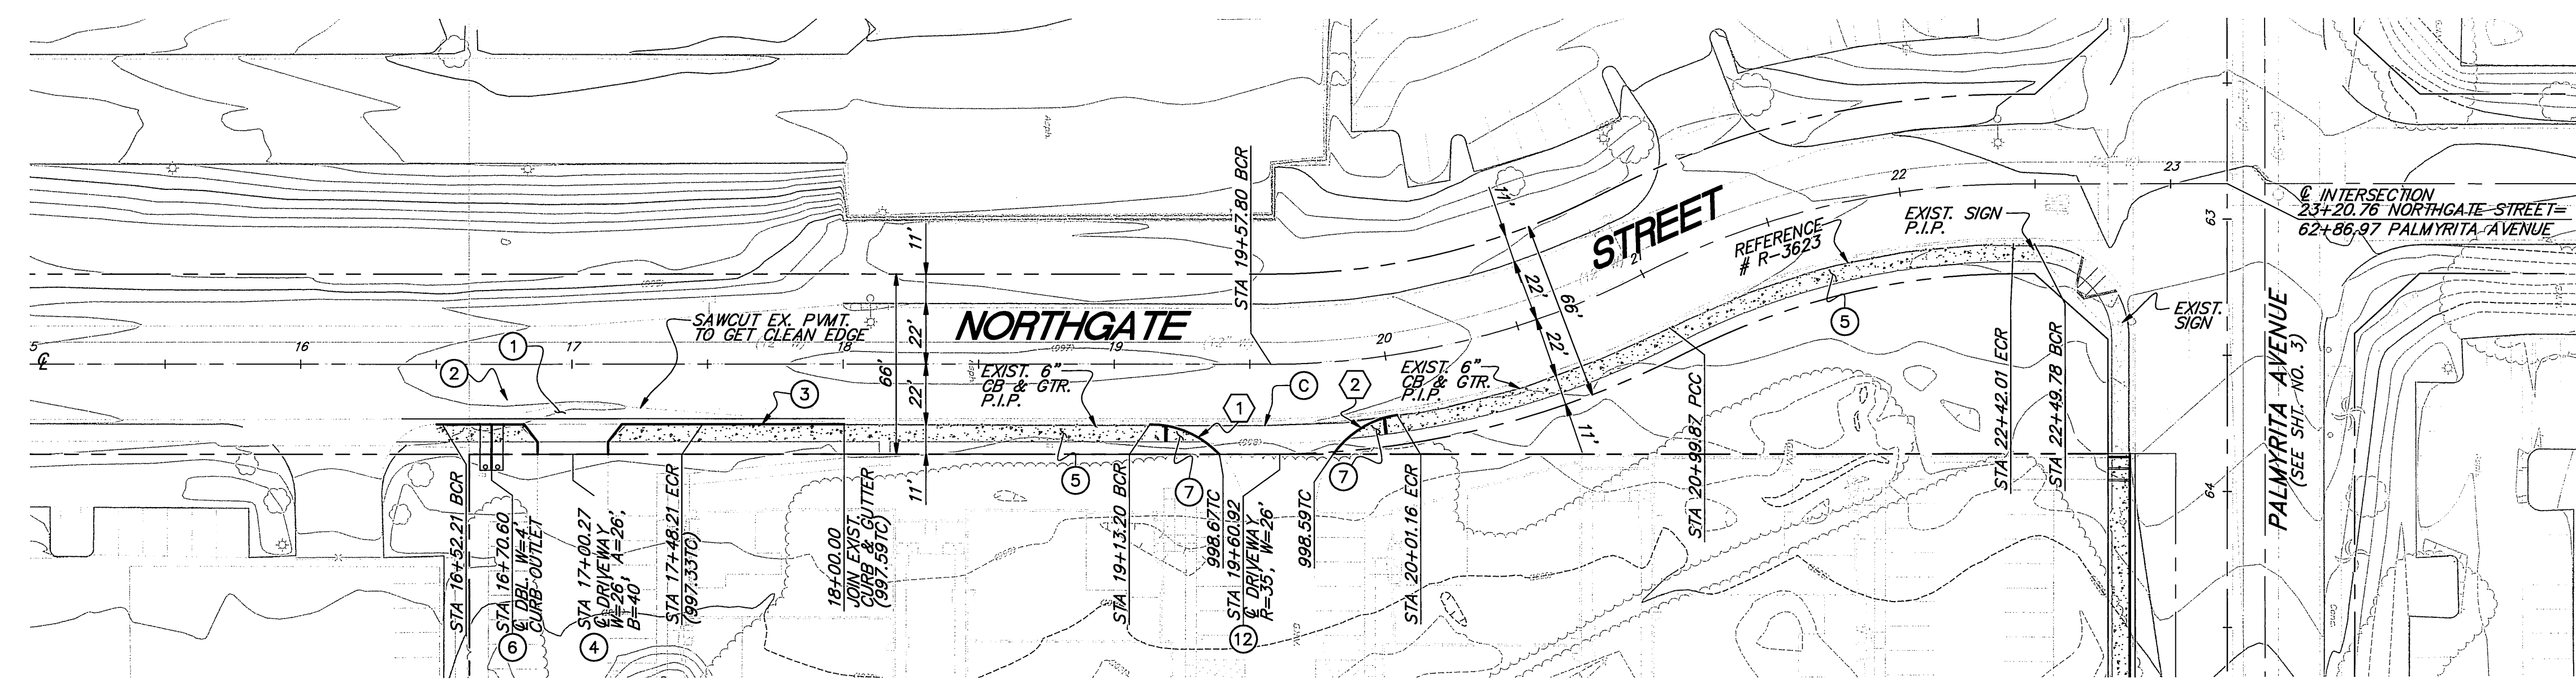 NORTHGATE
STREET
PALMYRITA AVENUE
(SEE SHT. NO. 3)
℄ INTERSECTION
23+20.76 NORTHGATE STREET=
62+86.97 PALMYRITA AVENUE
℄
5
16
17
18
19
20
21
22
23
63
64
SAWCUT EX. PVMT.
TO GET CLEAN EDGE
1
2
3
11'
22'
66'
22'
11'
EXIST. 6"
CB & GTR.
P.I.P.
STA 19+57.80 BCR
C
1
2
EXIST. 6"
CB & GTR.
P.I.P.
11'
22'
66'
22'
11'
REFERENCE
# R-3623
EXIST. SIGN
P.I.P.
EXIST.
SIGN
5
5
7
7
STA 16+52.21 BCR
STA 16+70.60
℄ DBL. W=4'
CURB OUTLET
6
STA 17+00.27
℄ DRIVEWAY
W=26', A=26',
B=40'
4
STA 17+48.21 ECR
(997.33TC)
18+00.00
JOIN EXIST.
CURB & GUTTER
(997.59TC)
STA 19+13.20 BCR
998.67TC
STA 19+60.92
℄ DRIVEWAY
R=35', W=26'
12
998.59TC
STA 20+01.16 ECR
STA 20+99.87 PCC
STA 22+42.01 ECR
STA 22+49.78 BCR
Asph.
Asph.
(997)
(998)